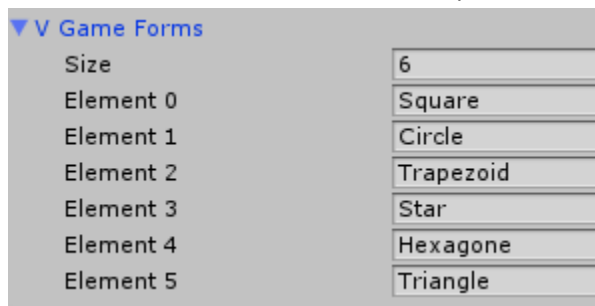 V Game Forms
Size 6
Element 0 Square
Element 1 Circle
Element 2 Trapezoid
Element 3 Star
Element 4 Hexagone
Element 5 Triangle